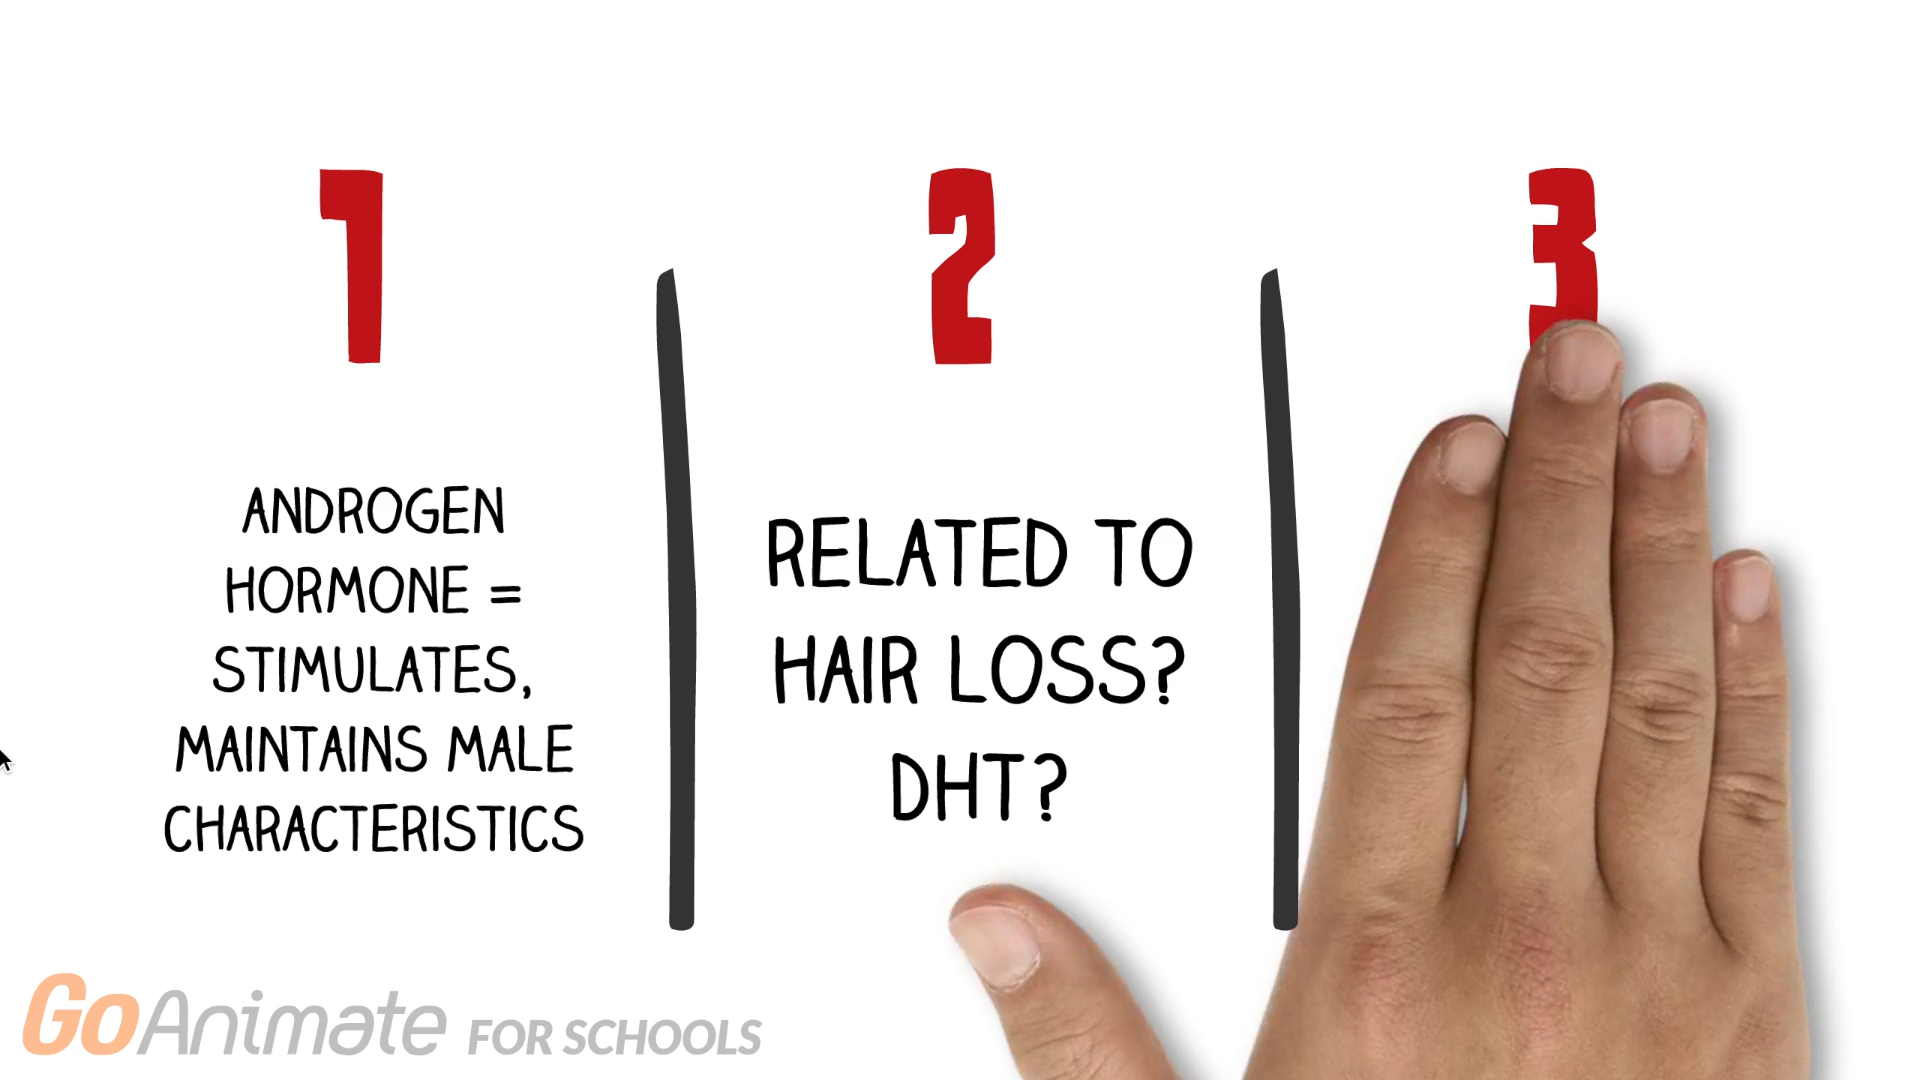 1
2
3
ANDROGEN
HORMONE =
STIMULATES,
MAINTAINS MALE
CHARACTERISTICS
RELATED TO
HAIR LOSS?
DHT?
GoAnimate FOR SCHOOLS